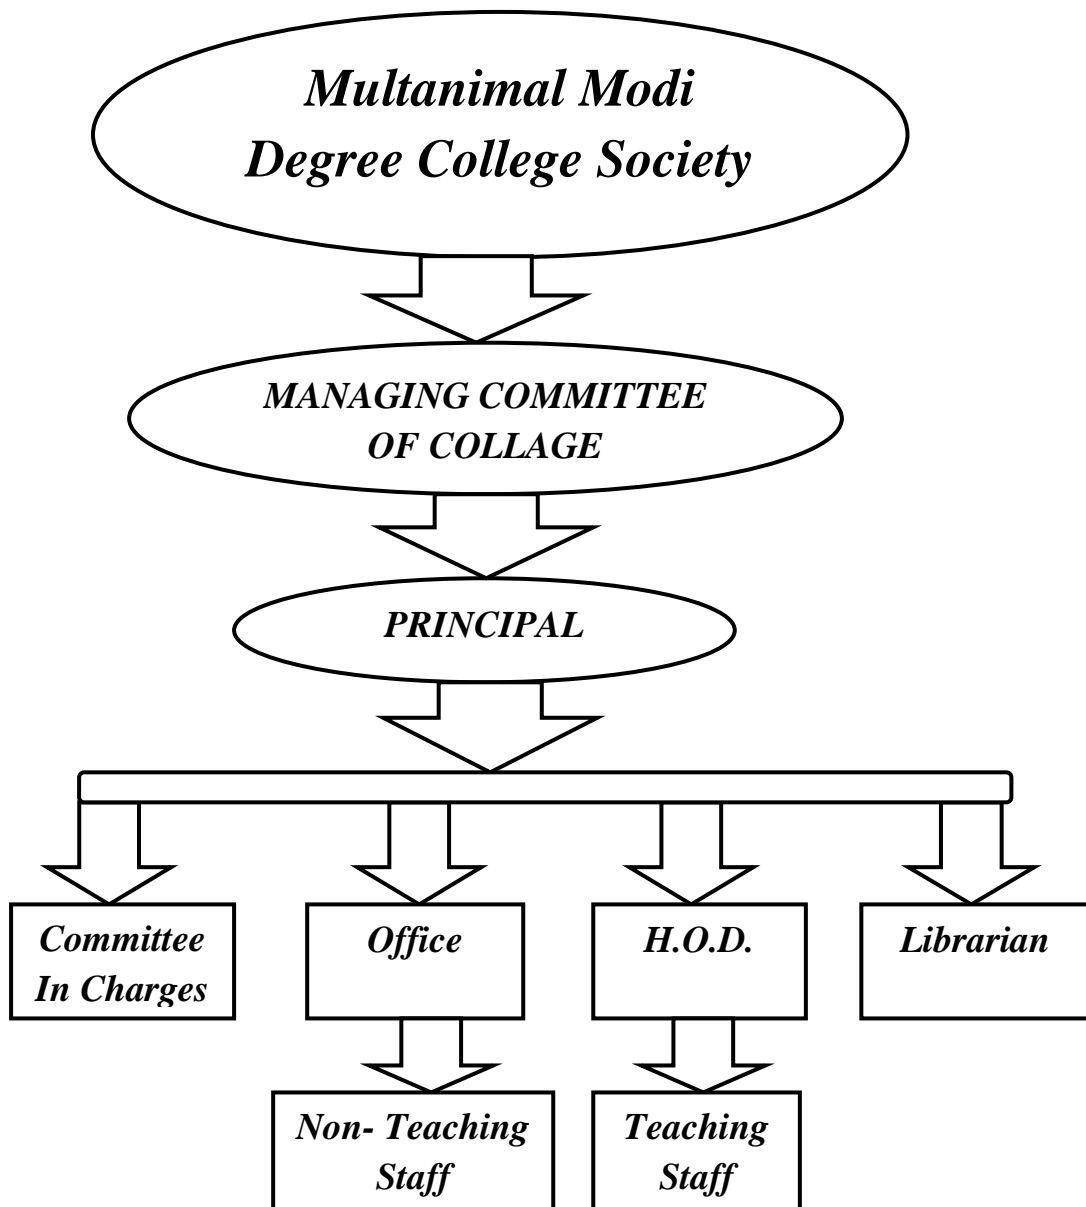 Multanimal Modi
Degree College Society
MANAGING COMMITTEE
OF COLLAGE
PRINCIPAL
Committee
In Charges
Office
H.O.D.
Librarian
Non- Teaching
Staff
Teaching
Staff